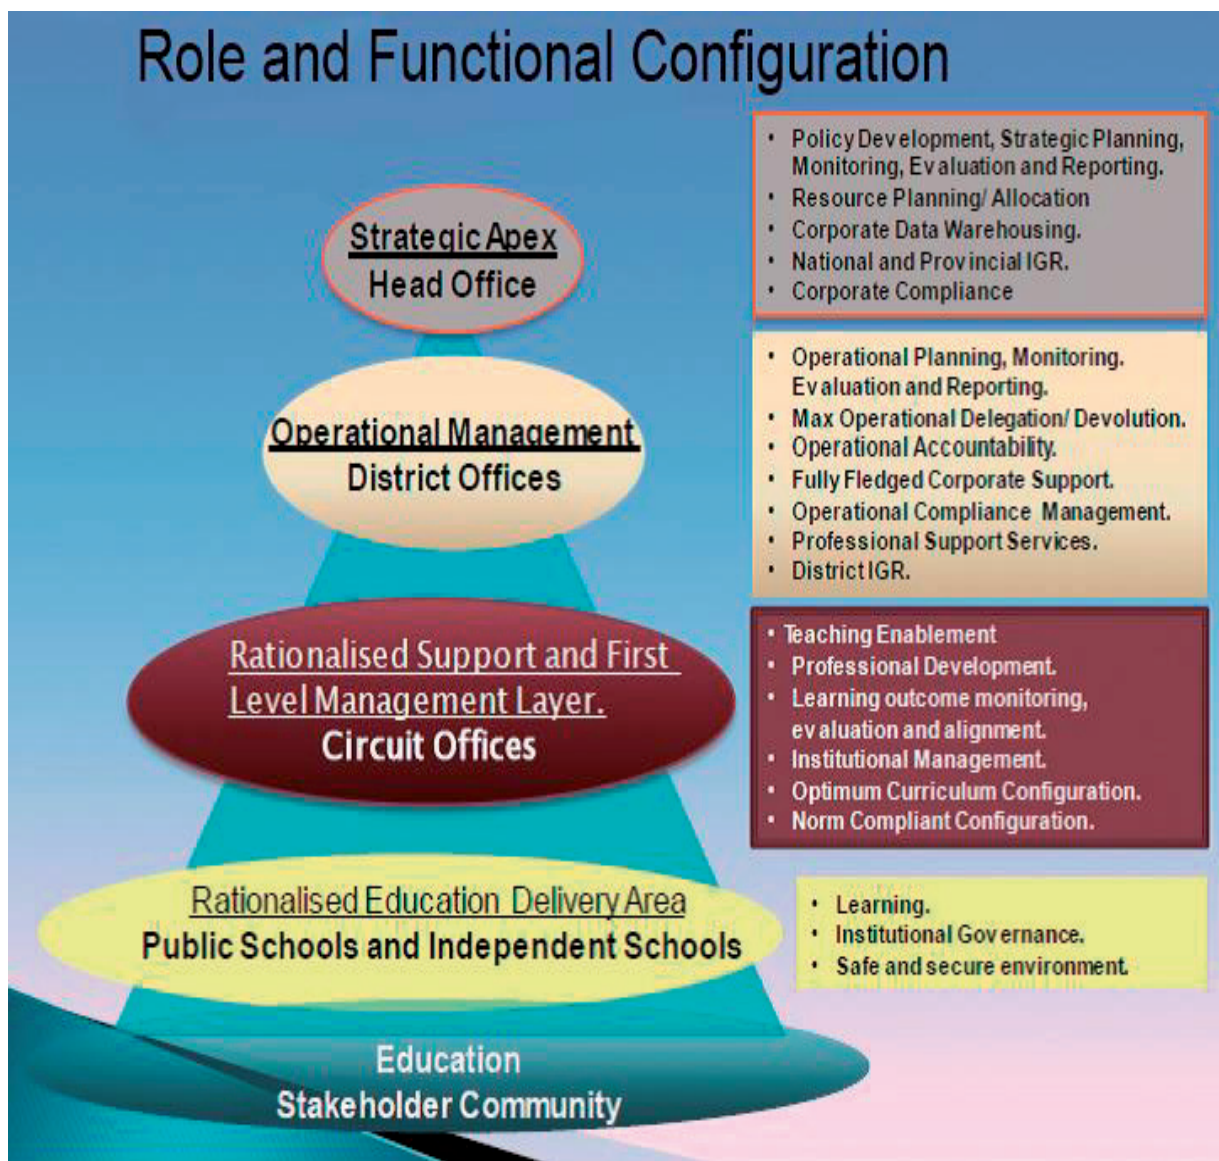 Role and Functional Configuration
Strategic Apex
Head Office
• Policy Development, Strategic Planning,
Monitoring, Evaluation and Reporting.
• Resource Planning/ Allocation
• Corporate Data Warehousing.
• National and Provincial IGR.
• Corporate Compliance
Operational Management
District Offices
• Operational Planning, Monitoring.
Evaluation and Reporting.
• Max Operational Delegation/ Devolution.
• Operational Accountability.
• Fully Fledged Corporate Support.
• Operational Compliance Management.
• Professional Support Services.
• District IGR.
Rationalised Support and First
Level Management Layer.
Circuit Offices
• Teaching Enablement
• Professional Development.
• Learning outcome monitoring,
evaluation and alignment.
• Institutional Management.
• Optimum Curriculum Configuration.
• Norm Compliant Configuration.
Rationalised Education Delivery Area
Public Schools and Independent Schools
• Learning.
• Institutional Governance.
• Safe and secure environment.
Education
Stakeholder Community